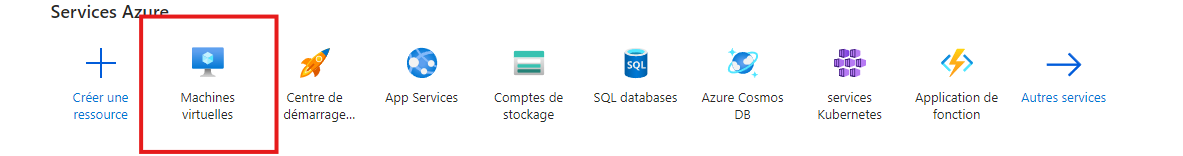 Services Azure
Créer une
ressource
Machines
virtuelles
Centre de
démarrage...
App Services
Comptes de
stockage
SQL
SQL databases
Azure Cosmos
DB
services
Kubernetes
Application de
fonction
Autres services